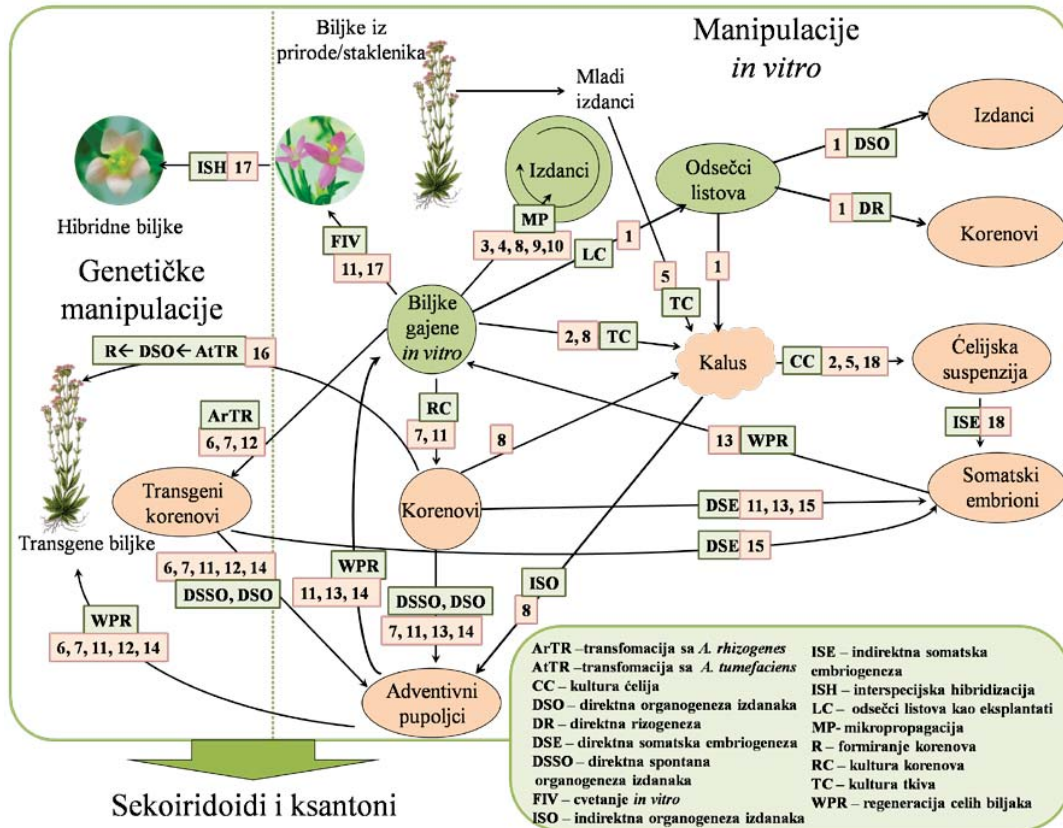 Biljke iz
prirode/staklenika
Manipulacije
in vitro
Mladi
izdanci
Izdanci
1 DSO
Izdanci
Odsečci
listova
ISH 17
Hibridne biljke
MP
3, 4, 8, 9,10
1 DR
Korenovi
FIV
11, 17
LC
1
1
5
TC
Genetičke
manipulacije
Biljke
gajene
in vitro
2, 8 TC
Kalus
CC 2, 5, 18
Ćelijska
suspenzija
R← DSO ← AtTR 16
RC
7, 11
ISE 18
ArTR
6, 7, 12
8
13 WPR
Transgeni
korenovi
Korenovi
DSE 11, 13, 15
Somatski
embrioni
Transgene biljke
DSE 15
6, 7, 11, 12, 14
DSSO, DSO
WPR
11, 13, 14
DSSO, DSO
7, 11, 13, 14
ISO
8
WPR
6, 7, 11, 12, 14
Adventivni
pupoljci
Sekoiridoidi i ksantoni
ArTR –transfomacija sa A. rhizogenes
AtTR –transfomacija sa A. tumefaciens
CC – kultura ćelija
DSO – direktna organogeneza izdanaka
DR – direktna rizogeneza
DSE – direktna somatska embriogeneza
DSSO – direktna spontana
organogeneza izdanaka
FIV – cvetanje in vitro
ISO – indirektna organogeneza izdanaka
ISE – indirektna somatska
embriogeneza
ISH – interspecijska hibridizacija
LC – odsečci listova kao eksplantati
MP- mikropropagacija
R – formiranje korenova
RC – kultura korenova
TC – kultura tkiva
WPR – regeneracija celih biljaka